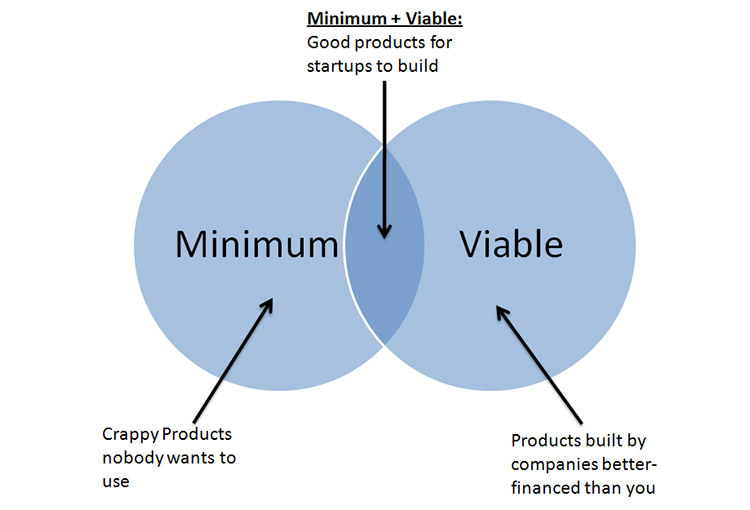 Minimum + Viable:
Good products for
startups to build
Minimum
Viable
Crappy Products
nobody wants to
use
Products built by
companies better-
financed than you